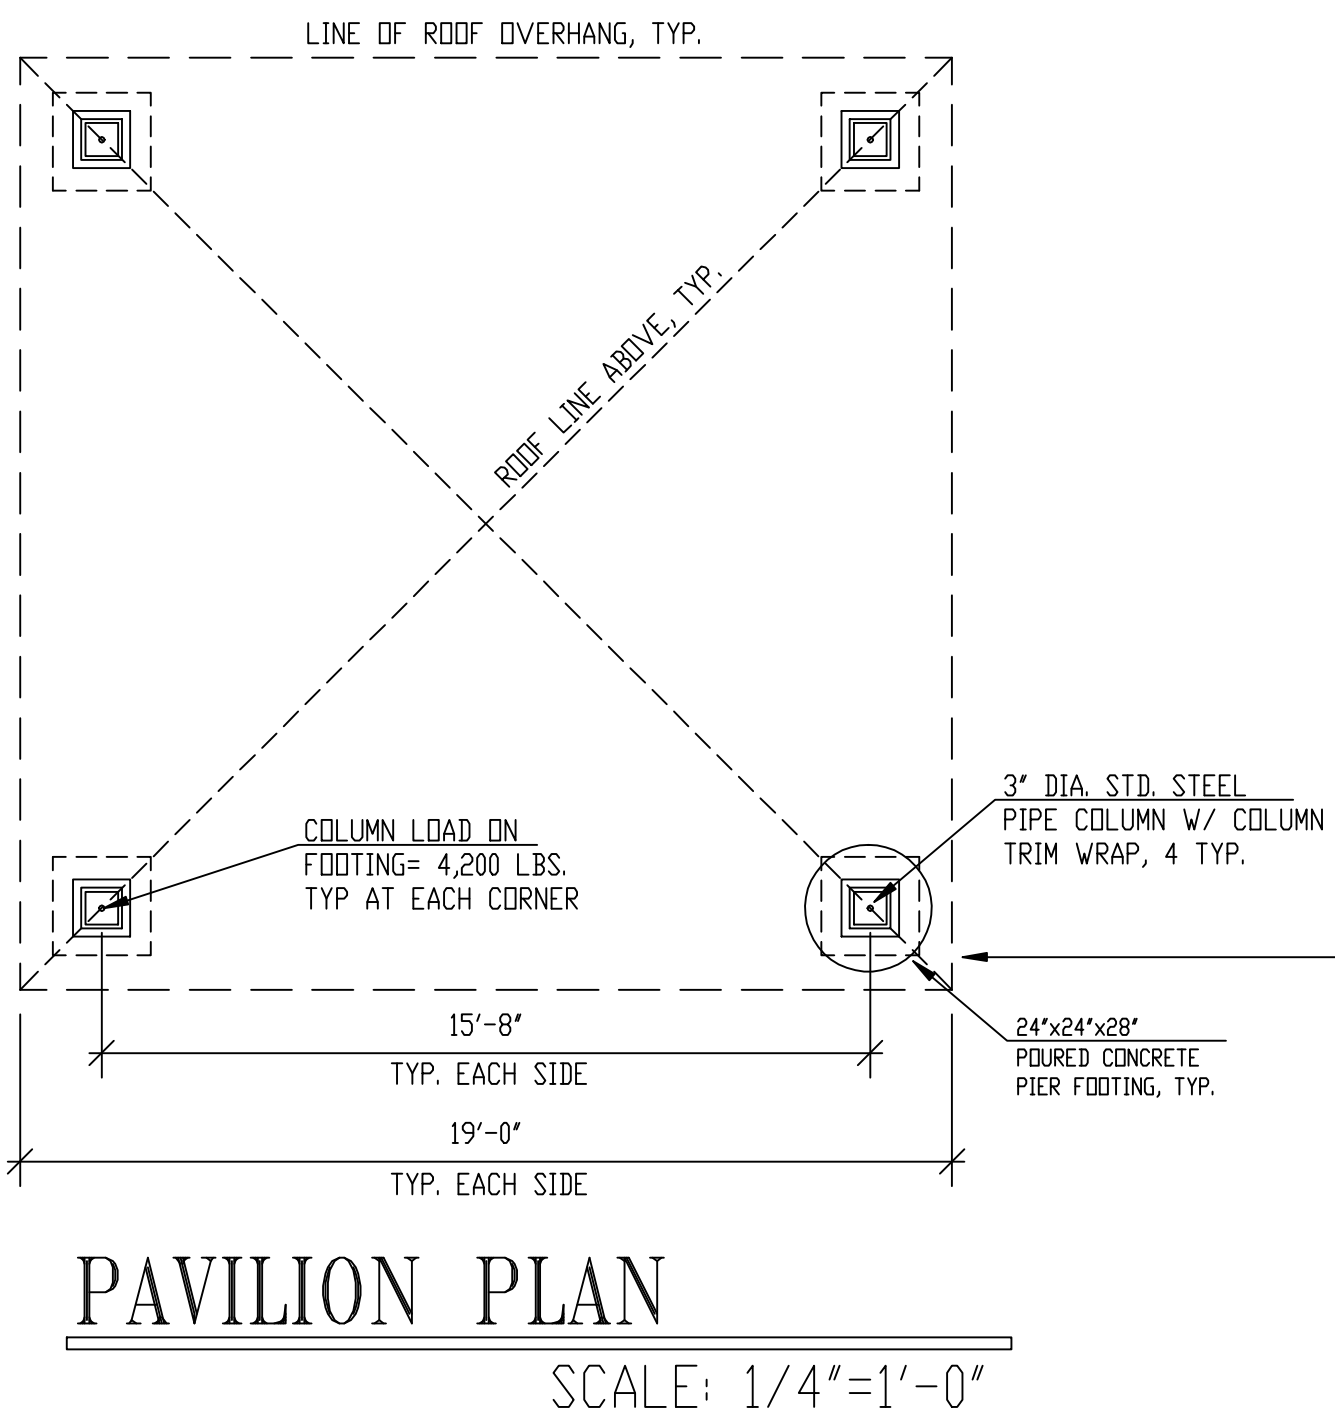 LINE OF ROOF OVERHANG, TYP.
ROOF LINE ABOVE, TYP.
3" DIA. STD. STEEL
PIPE COLUMN W/ COLUMN
TRIM WRAP, 4 TYP.
COLUMN LOAD ON
FOOTING= 4,200 LBS.
TYP AT EACH CORNER
24"x24"x28"
POURED CONCRETE
PIER FOOTING, TYP.
15'-8"
TYP. EACH SIDE
19'-0"
TYP. EACH SIDE
PAVILION PLAN
SCALE: 1/4"=1'-0"